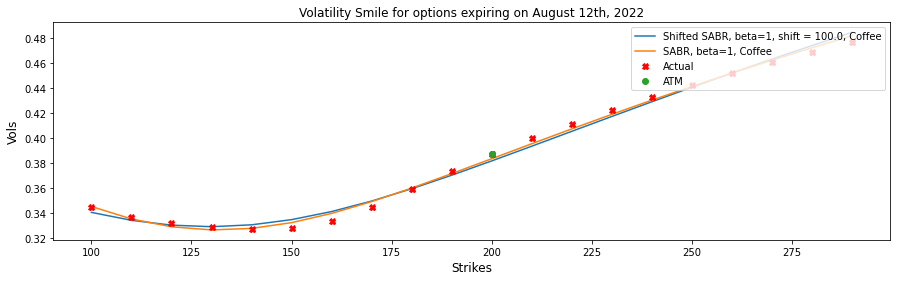 Volatility Smile for options expiring on August 12th, 2022
Shifted SABR, beta=1, shift = 100.0, Coffee
SABR, beta=1, Coffee
Actual
ATM
Vols
0.48
0.46
0.44
0.42
0.40
0.38
0.36
0.34
0.32
100 125 150 175 200 225 250 275
Strikes